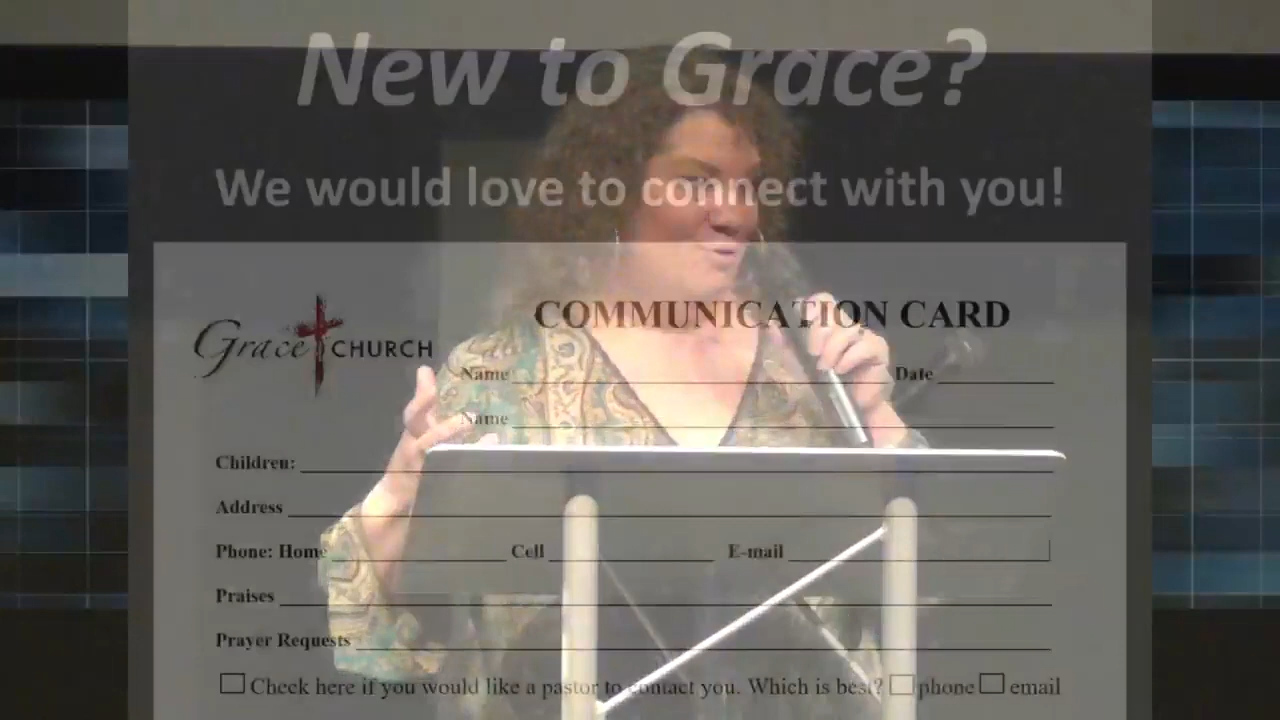 New to Grace?
We would love to connect with you!
Grace CHURCH
COMMUNICATION CARD
Name Date
Name
Children:
Address
Phone: Home Cell E-mail
Praises
Prayer Requests
Check here if you would like a pastor to contact you. Which is best? phone email